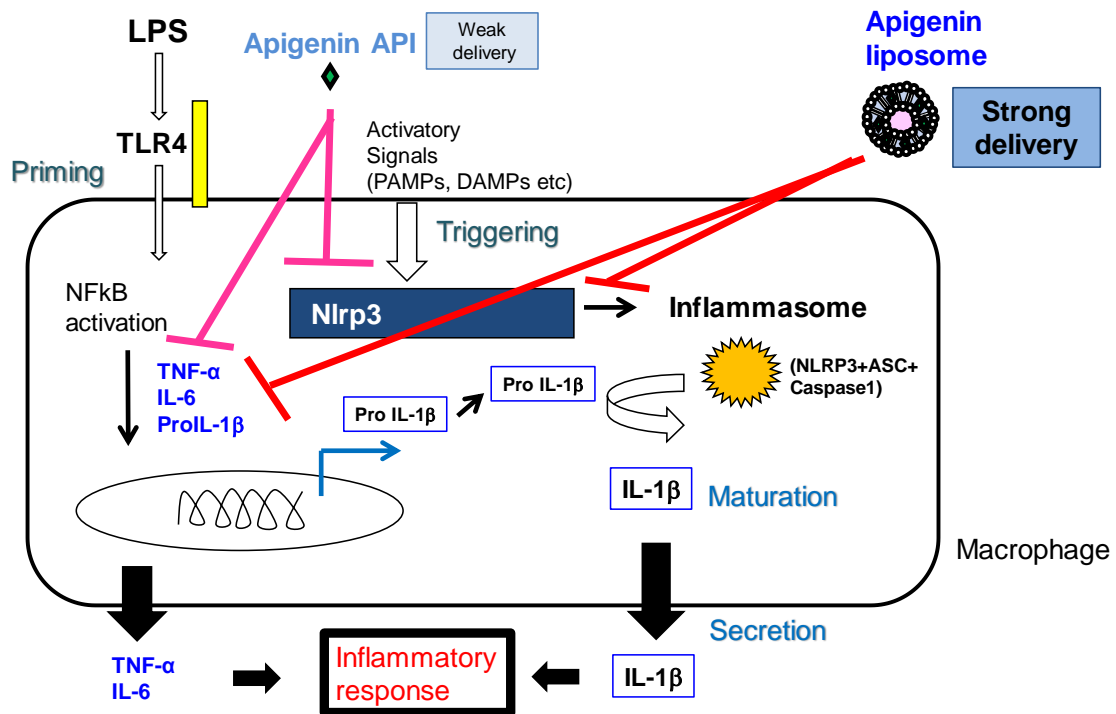 LPS
Apigenin API
Weak
delivery
Apigenin
liposome
Strong
delivery
TLR4
Activatory
Signals
(PAMPs, DAMPs etc)
Priming
Triggering
NFkB
activation
Nlrp3
Inflammasome
(NLRP3+ASC+
Caspase1)
TNF-α
IL-6
ProIL-1β
Pro IL-1β
Pro IL-1β
IL-1β
Maturation
Macrophage
Secretion
TNF-α
IL-6
Inflammatory
response
IL-1β